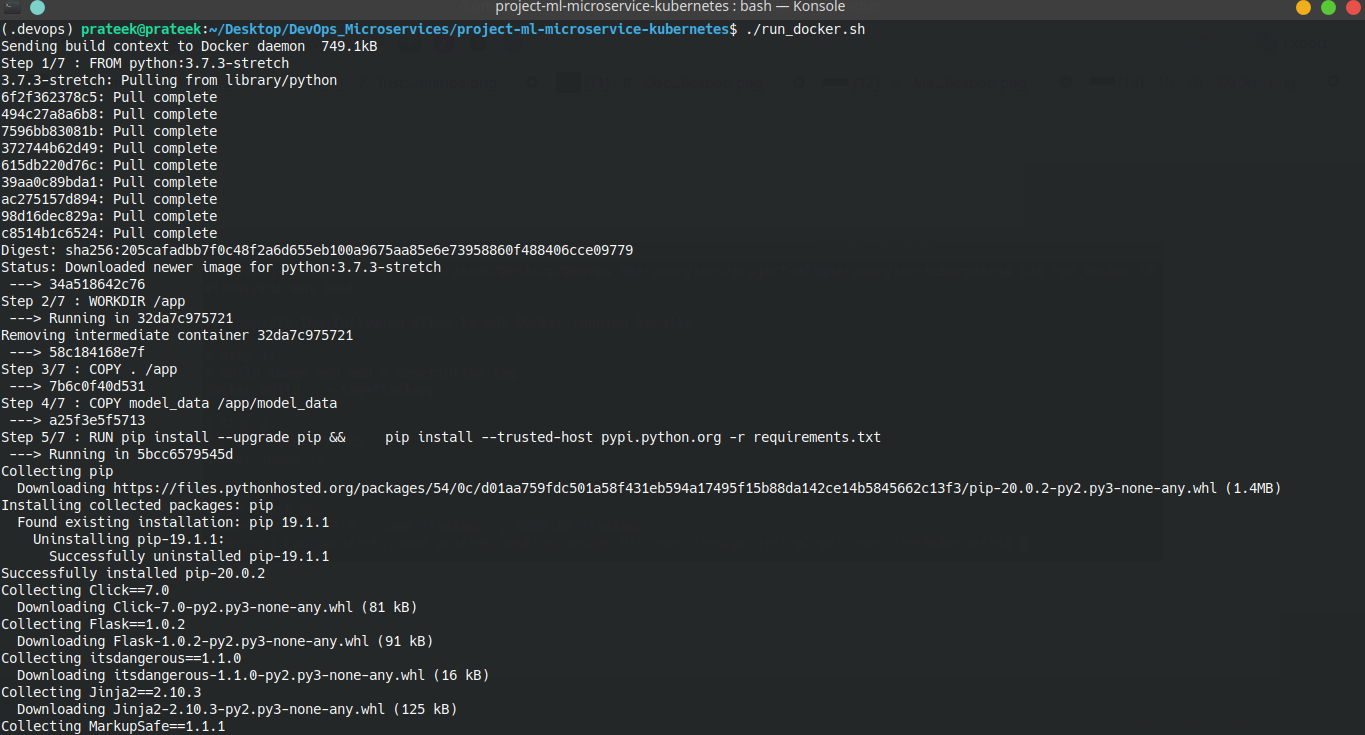 project-ml-microservice-kubernetes : bash — Konsole
(.devops) prateek@prateek:~/Desktop/DevOps_Microservices/project-ml-microservice-kubernetes$ ./run_docker.sh
Sending build context to Docker daemon  749.1kB
Step 1/7 : FROM python:3.7.3-stretch
3.7.3-stretch: Pulling from library/python
6f2f362378c5: Pull complete
494c27a8a6b8: Pull complete
7596bb83081b: Pull complete
372744b62d49: Pull complete
615db220d76c: Pull complete
39aa0c89bda1: Pull complete
ac275157d894: Pull complete
98d16dec829a: Pull complete
c8514b1c6524: Pull complete
Digest: sha256:205cafadbb7f0c48f2a6d655eb100a9675aa85e6e73958860f488406cce09779
Status: Downloaded newer image for python:3.7.3-stretch
 ---> 34a518642c76
Step 2/7 : WORKDIR /app
 ---> Running in 32da7c975721
Removing intermediate container 32da7c975721
 ---> 58c184168e7f
Step 3/7 : COPY . /app
 ---> 7b6c0f40d531
Step 4/7 : COPY model_data /app/model_data
 ---> a25f3e5f5713
Step 5/7 : RUN pip install --upgrade pip &&     pip install --trusted-host pypi.python.org -r requirements.txt
 ---> Running in 5bcc6579545d
Collecting pip
  Downloading https://files.pythonhosted.org/packages/54/0c/d01aa759fdc501a58f431eb594a17495f15b88da142ce14b5845662c13f3/pip-20.0.2-py2.py3-none-any.whl (1.4MB)
Installing collected packages: pip
  Found existing installation: pip 19.1.1
    Uninstalling pip-19.1.1:
      Successfully uninstalled pip-19.1.1
Successfully installed pip-20.0.2
Collecting Click==7.0
  Downloading Click-7.0-py2.py3-none-any.whl (81 kB)
Collecting Flask==1.0.2
  Downloading Flask-1.0.2-py2.py3-none-any.whl (91 kB)
Collecting itsdangerous==1.1.0
  Downloading itsdangerous-1.1.0-py2.py3-none-any.whl (16 kB)
Collecting Jinja2==2.10.3
  Downloading Jinja2-2.10.3-py2.py3-none-any.whl (125 kB)
Collecting MarkupSafe==1.1.1